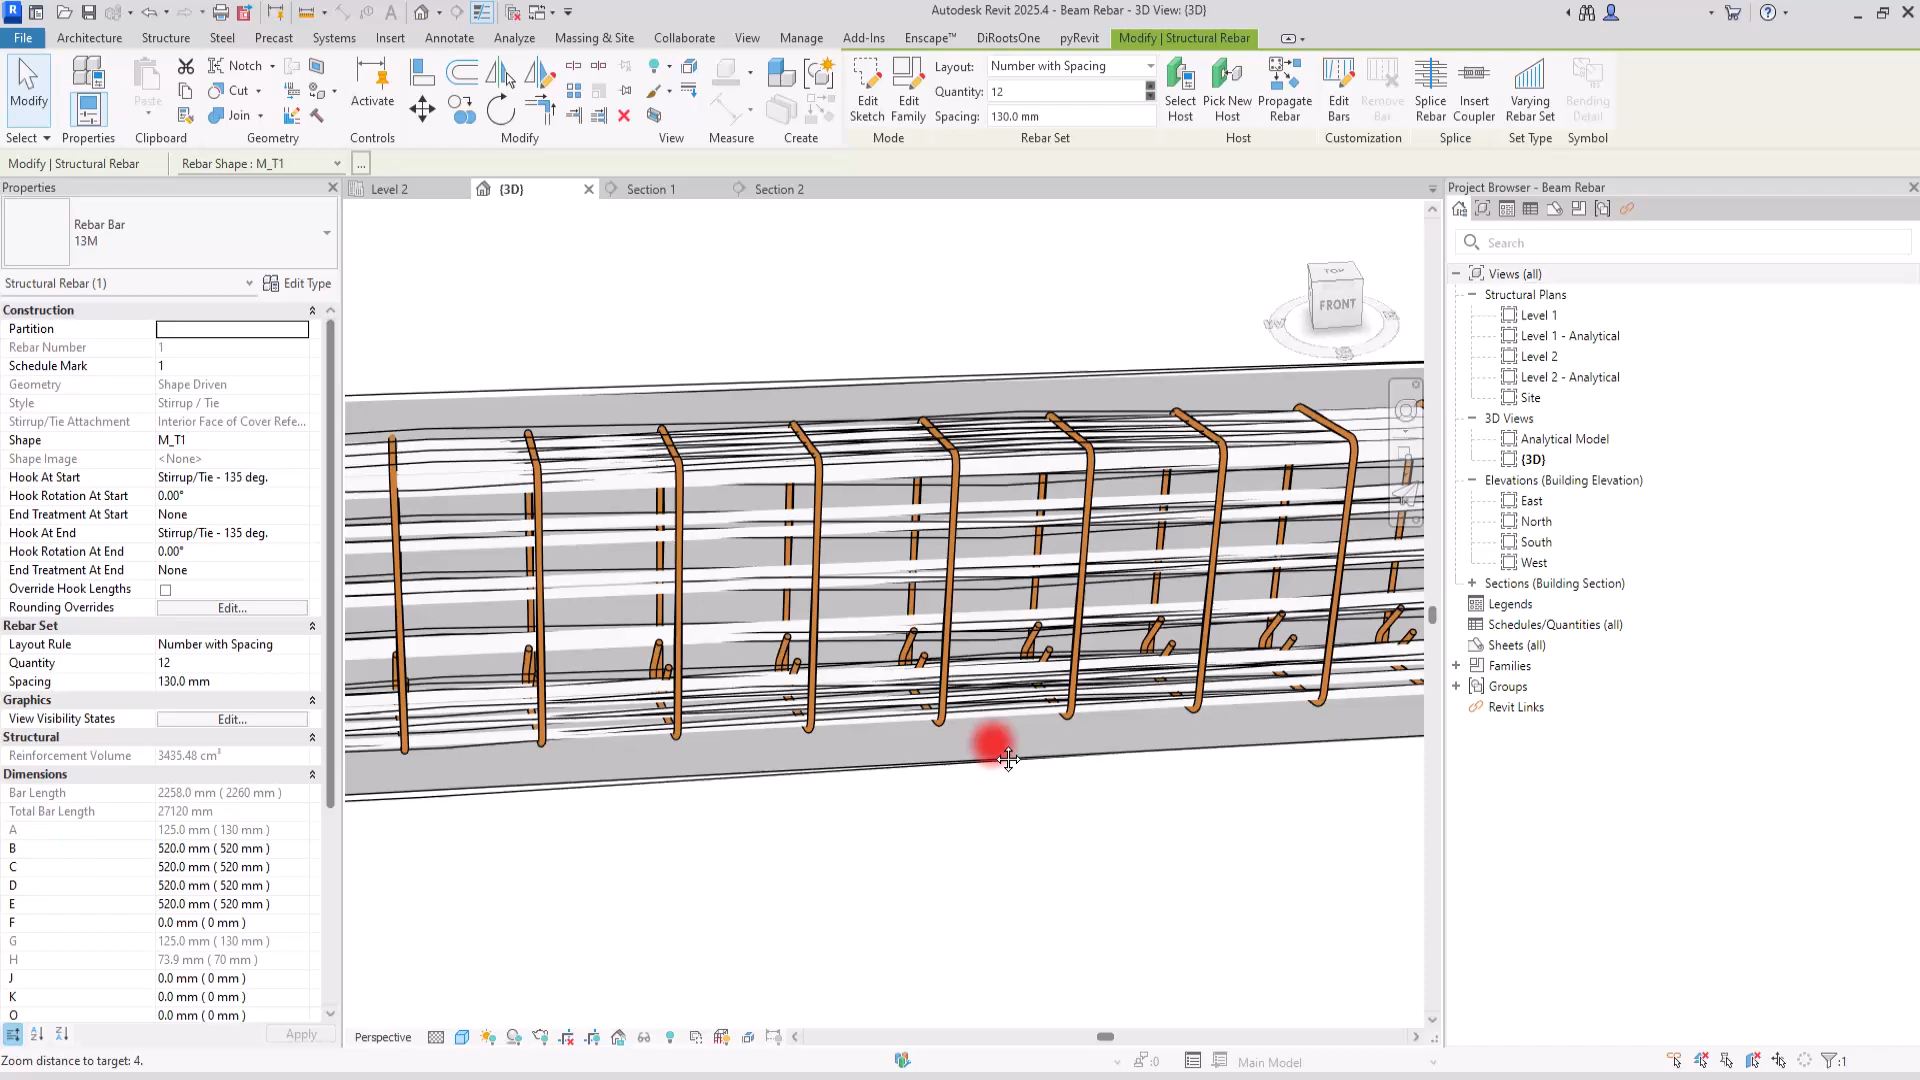 Autodesk Revit 2025.4 - Beam Rebar - 3D View: {3D}
File Architecture Structure Steel Precast Systems Insert Annotate Analyze Massing & Site Collaborate View Manage Add-Ins Enscape™ DiRootsOne pyRevit Modify | Structural Rebar
Modify
Select
Properties
Paste
Clipboard
Notch
Cut
Join
Geometry
Activate
Controls
Modify
View
Measure
Create
Edit Sketch
Edit Family
Mode
Layout: Number with Spacing
Quantity: 12
Spacing: 130.0 mm
Rebar Set
Select Host
Pick New Host
Propagate Rebar
Host
Edit Bars
Remove Bar
Customization
Splice Rebar
Insert Coupler
Splice
Varying Rebar Set
Set Type
Bending Detail
Symbol
Modify | Structural Rebar
Rebar Shape : M_T1
...
Properties
Rebar Bar
13M
Structural Rebar (1)
Edit Type
Construction
Partition
Rebar Number 1
Schedule Mark 1
Geometry Shape Driven
Style Stirrup / Tie
Stirrup/Tie Attachment Interior Face of Cover Refe...
Shape M_T1
Shape Image <None>
Hook At Start Stirrup/Tie - 135 deg.
Hook Rotation At Start 0.00°
End Treatment At Start None
Hook At End Stirrup/Tie - 135 deg.
Hook Rotation At End 0.00°
End Treatment At End None
Override Hook Lengths
Rounding Overrides Edit...
Rebar Set
Layout Rule Number with Spacing
Quantity 12
Spacing 130.0 mm
Graphics
View Visibility States Edit...
Structural
Reinforcement Volume 3435.48 cm³
Dimensions
Bar Length 2258.0 mm ( 2260 mm )
Total Bar Length 27120 mm
A 125.0 mm ( 130 mm )
B 520.0 mm ( 520 mm )
C 520.0 mm ( 520 mm )
D 520.0 mm ( 520 mm )
E 520.0 mm ( 520 mm )
F 0.0 mm ( 0 mm )
G 125.0 mm ( 130 mm )
H 73.9 mm ( 70 mm )
J 0.0 mm ( 0 mm )
K 0.0 mm ( 0 mm )
O 0.0 mm ( 0 mm )
Apply
Zoom distance to target: 4.
Level 2
{3D}
Section 1
Section 2
TOP
FRONT
Perspective
:0
Main Model
:1
Project Browser - Beam Rebar
Search
Views (all)
Structural Plans
Level 1
Level 1 - Analytical
Level 2
Level 2 - Analytical
Site
3D Views
Analytical Model
{3D}
Elevations (Building Elevation)
East
North
South
West
Sections (Building Section)
Legends
Schedules/Quantities (all)
Sheets (all)
Families
Groups
Revit Links